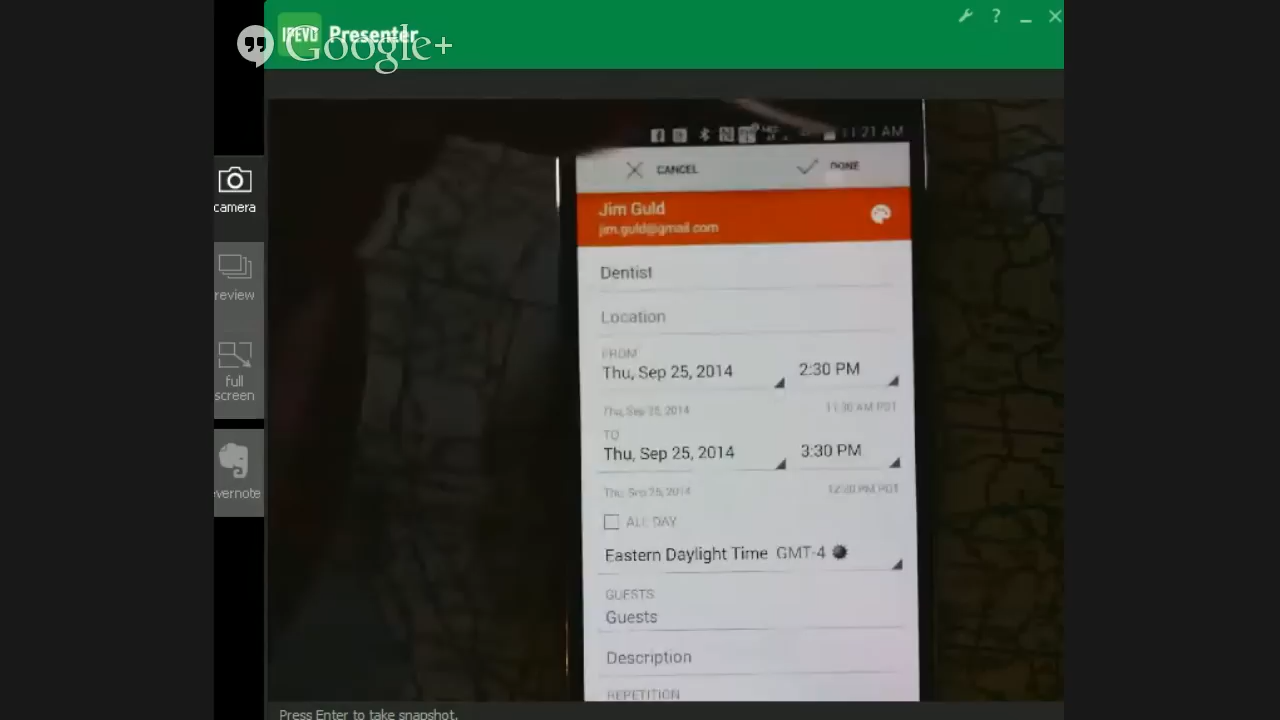 IPEVO Presenter
Google+
camera
review
full
screen
evernote
11:21 AM
CANCEL DONE
Jim Guld
jim.guld@gmail.com
Dentist
Location
FROM
Thu, Sep 25, 2014 2:30 PM
Thu, Sep 25, 2014 11:30 AM PDT
TO
Thu, Sep 25, 2014 3:30 PM
Thu, Sep 25, 2014 12:30 PM PDT
ALL DAY
Eastern Daylight Time GMT-4
GUESTS
Guests
Description
REPETITION
Press Enter to take snapshot.